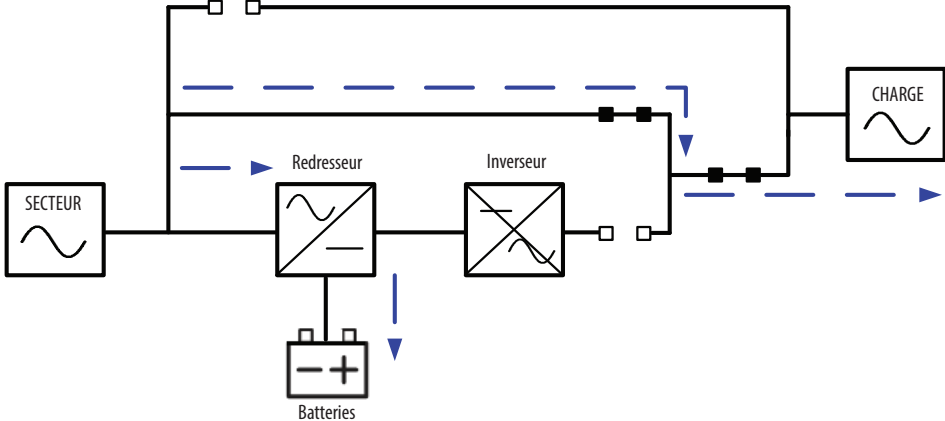 CHARGE
Redresseur
Inverseur
SECTEUR
Batteries